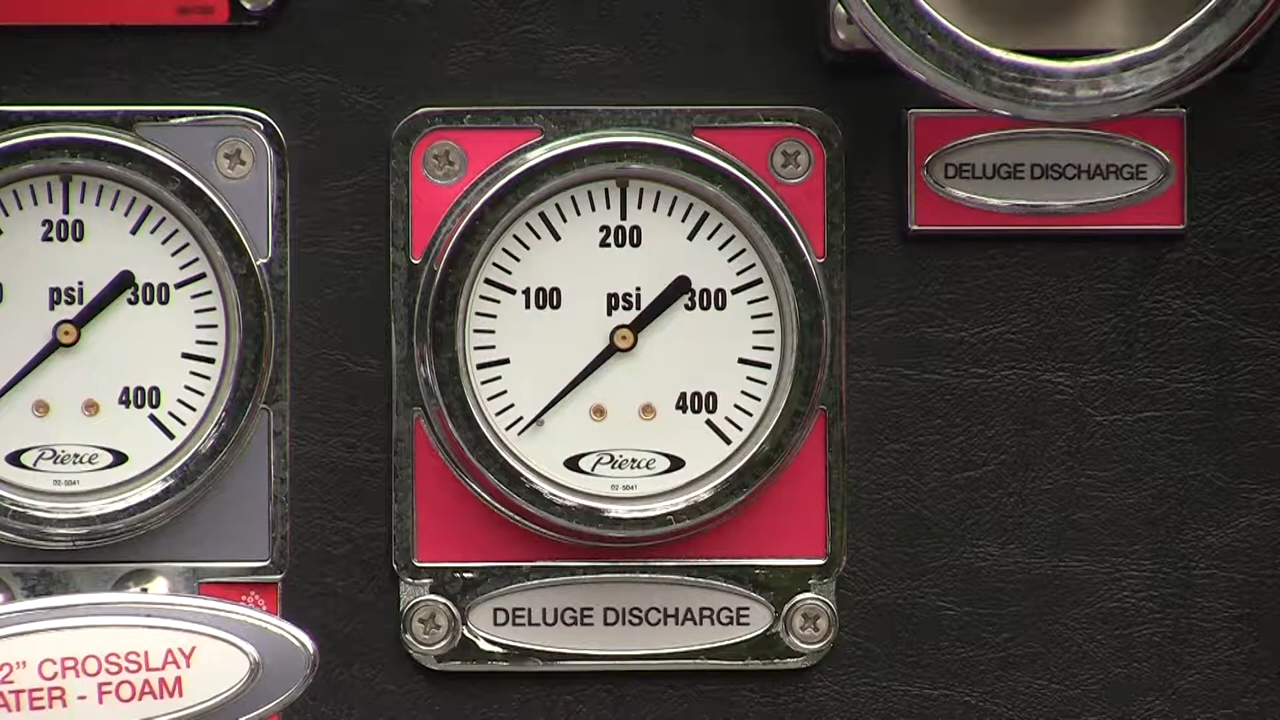 200
psi
300
400
Pierce
02-5041
2" CROSSLAY
ATER - FOAM
200
100
psi
300
400
Pierce
02-5041
DELUGE DISCHARGE
DELUGE DISCHARGE